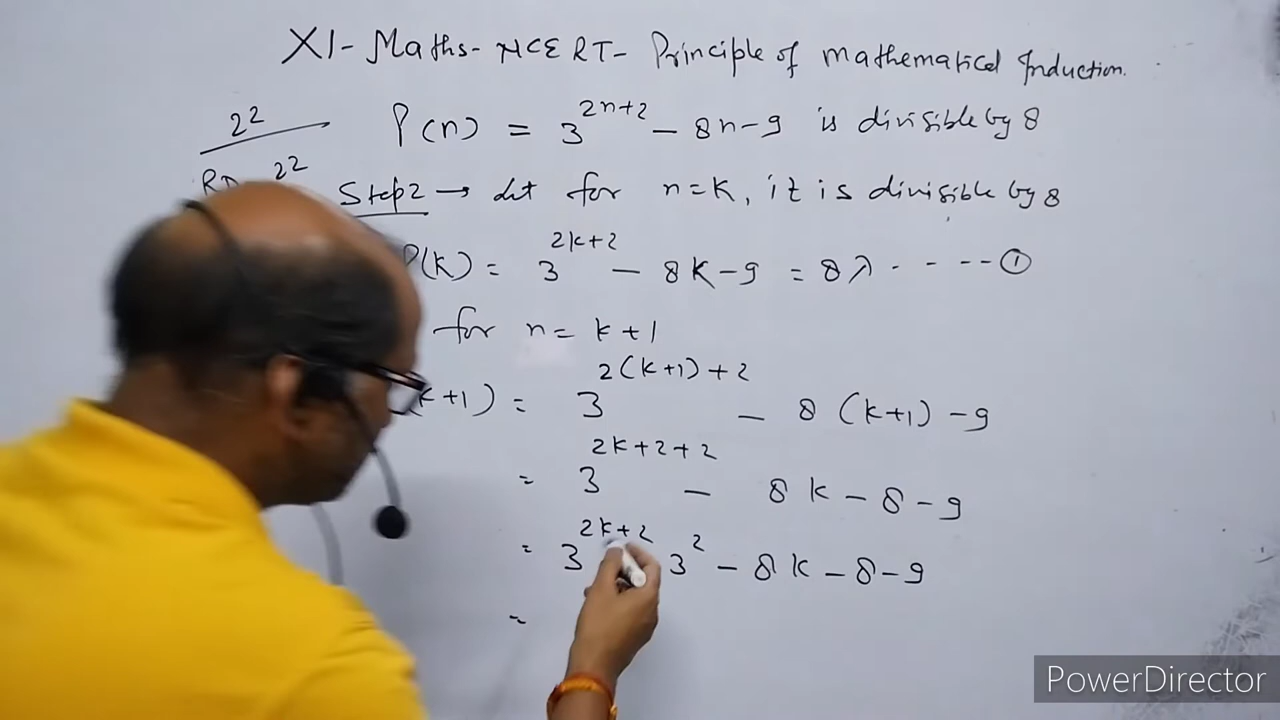 XI- Maths- NCERT- Principle of mathematical Induction.
22 P(n) = 3^{2n+2} - 8n-9 is divisible by 8
22 Step2 → Let for n=k, it is divisible by 8
P(k) = 3^{2k+2} - 8k-9 = 8λ - - - - - ①
for n= k+1
k+1) = 3^{2(k+1)+2} - 8(k+1)-9
= 3^{2k+2+2} - 8k-8-9
= 3^{2k+2} 3^2 - 8k-8-9
=
PowerDirector